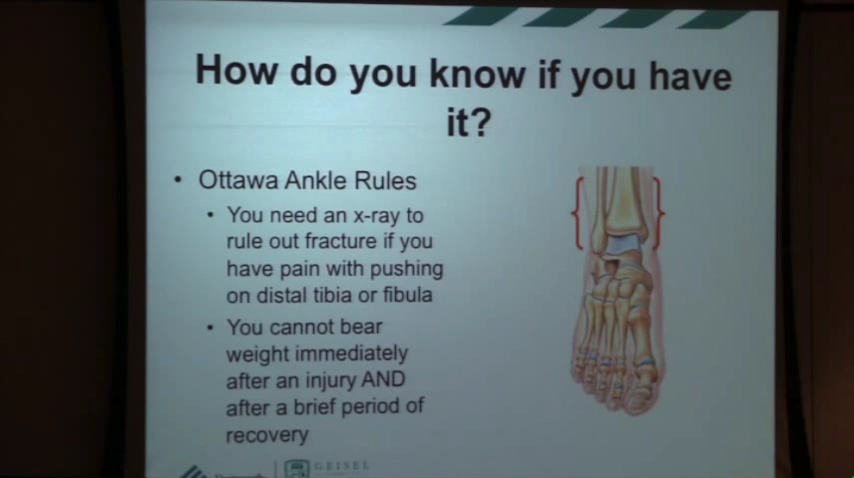 How do you know if you have
it?
• Ottawa Ankle Rules
• You need an x-ray to
rule out fracture if you
have pain with pushing
on distal tibia or fibula
• You cannot bear
weight immediately
after an injury AND
after a brief period of
recovery
GEISEL